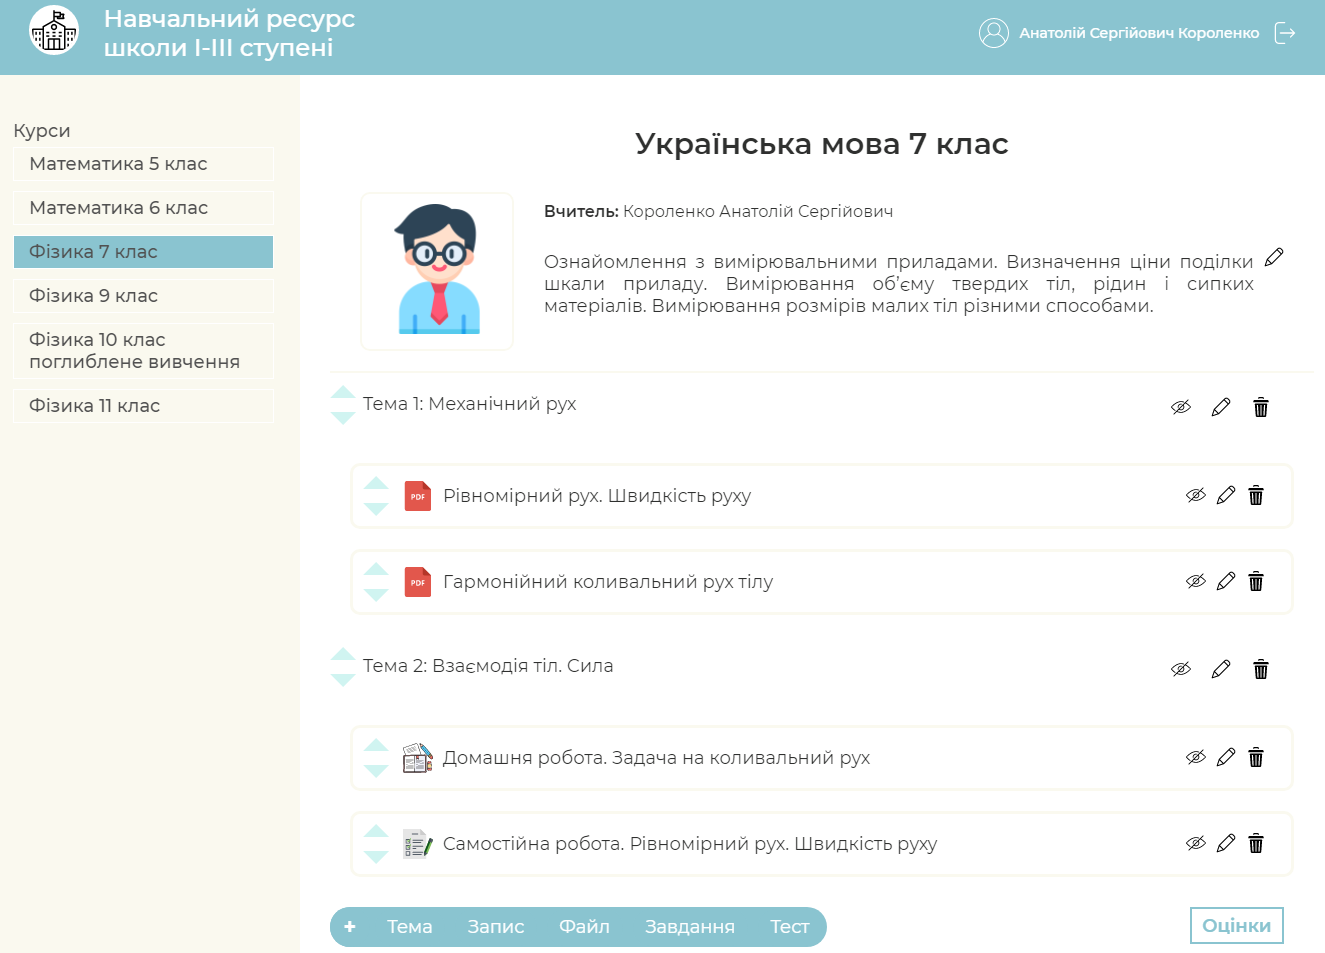 Навчальний ресурс
школи І-ІІІ ступені
Анатолій Сергійович Короленко
Курси
Математика 5 клас
Математика 6 клас
Фізика 7 клас
Фізика 9 клас
Фізика 10 клас
поглиблене вивчення
Фізика 11 клас
Українська мова 7 клас
Вчитель: Короленко Анатолій Сергійович
Ознайомлення з вимірювальними приладами. Визначення ціни поділки
шкали приладу. Вимірювання об’єму твердих тіл, рідин і сипких
матеріалів. Вимірювання розмірів малих тіл різними способами.
Тема 1: Механічний рух
PDF
Рівномірний рух. Швидкість руху
PDF
Гармонійний коливальний рух тілу
Тема 2: Взаємодія тіл. Сила
Домашня робота. Задача на коливальний рух
Самостійна робота. Рівномірний рух. Швидкість руху
+ Тема Запис Файл Завдання Тест
Оцінки